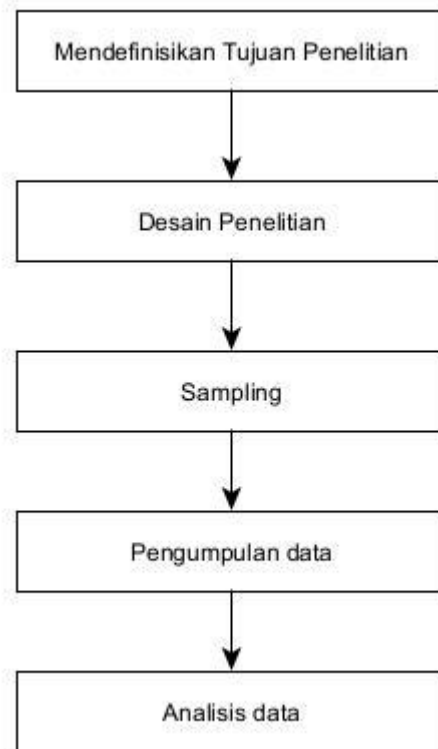 Mendefinisikan Tujuan Penelitian
Desain Penelitian
Sampling
Pengumpulan data
Analisis data